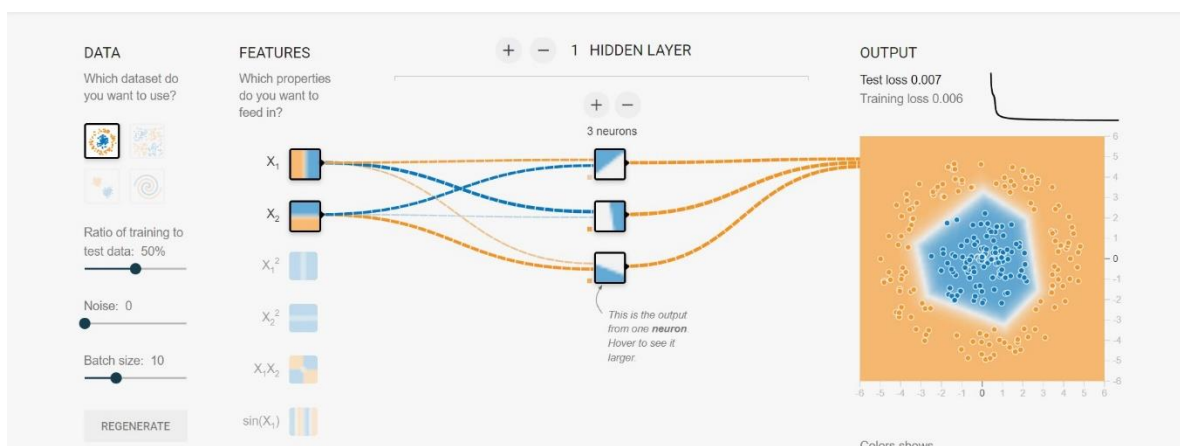 DATA
Which dataset do
you want to use?
Ratio of training to
test data: 50%
Noise: 0
Batch size: 10
REGENERATE
FEATURES
Which properties
do you want to
feed in?
X₁
X₂
X₁²
X₂²
X₁X₂
sin(X₁)
+ − 1 HIDDEN LAYER
+ −
3 neurons
This is the output
from one neuron.
Hover to see it
larger.
OUTPUT
Test loss 0.007
Training loss 0.006
6
5
4
3
2
1
0
-1
-2
-3
-4
-5
-6
-6 -5 -4 -3 -2 -1 0 1 2 3 4 5 6
Colors shows